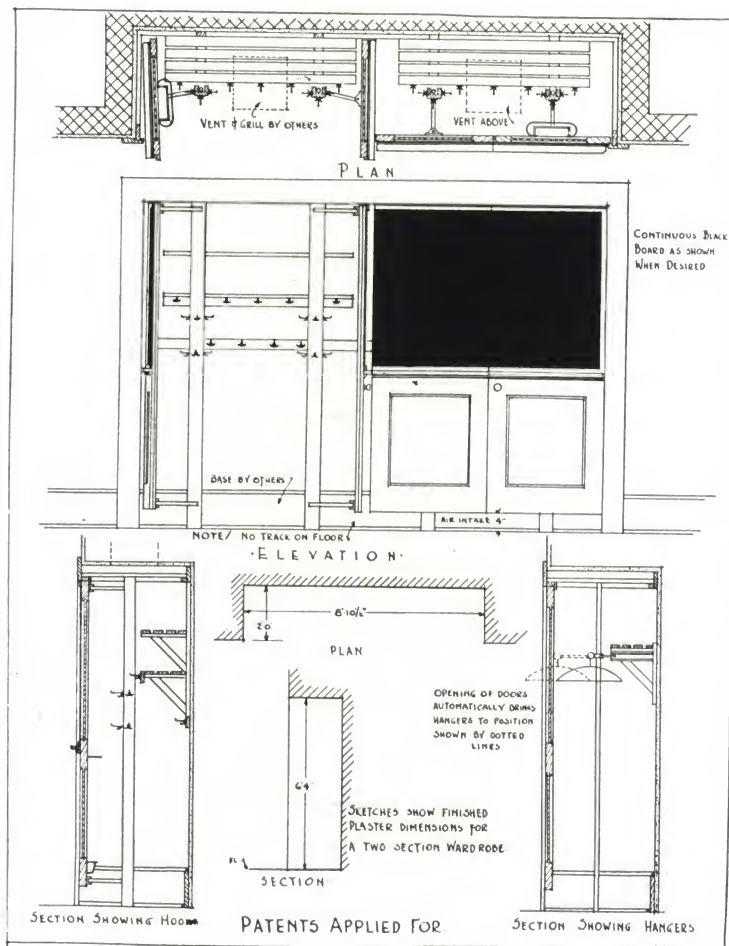 VENT & GRILL BY OTHERS
VENT ABOVE
PLAN
CONTINUOUS BLACK
BOARD AS SHOWN
WHEN DESIRED
BASE BY OTHERS
AIR INTAKE 4"
NOTE/ NO TRACK ON FLOOR
·ELEVATION·
8'-10½"
2'0
PLAN
OPENING OF DOORS
AUTOMATICALLY BRINGS
HANGERS TO POSITION
SHOWN BY DOTTED
LINES
6'4"
SKETCHES SHOW FINISHED
PLASTER DIMENSIONS FOR
A TWO SECTION WARDROBE.
FL
SECTION
SECTION SHOWING
PATENTS APPLIED FOR.
SECTION SHOWING HANGERS